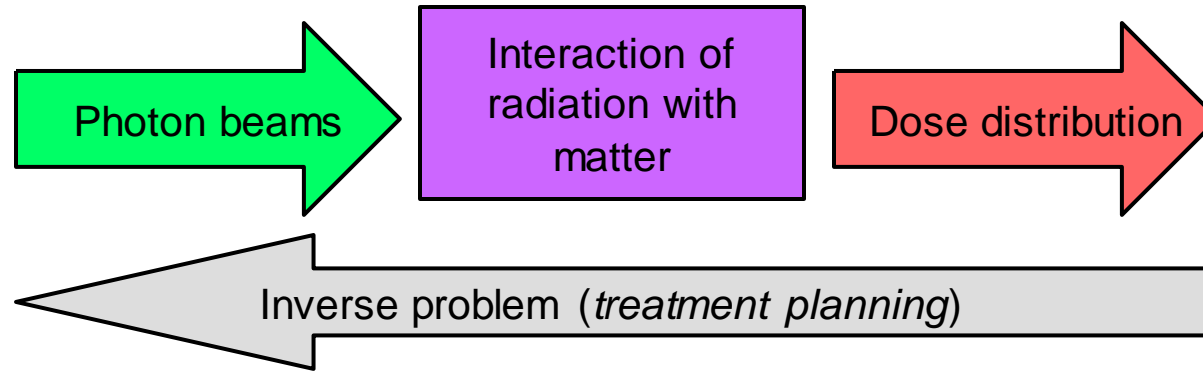 Photon beams
Interaction of
radiation with
matter
Dose distribution
Inverse problem (treatment planning)